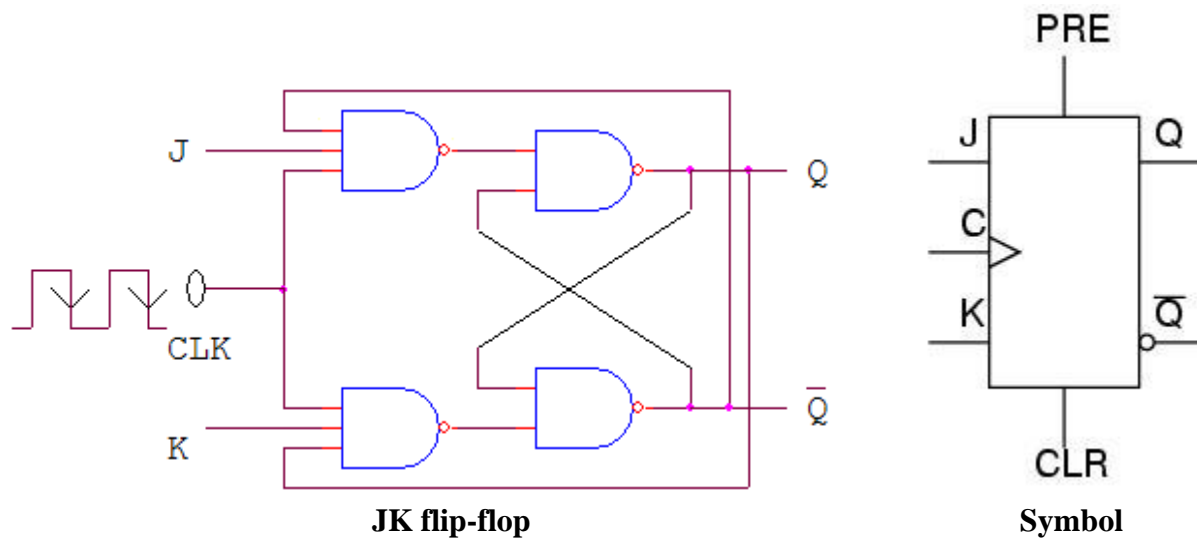 J
CLK
K
Q
Q̅
JK flip-flop
PRE
J
Q
C
K
Q̅
CLR
Symbol